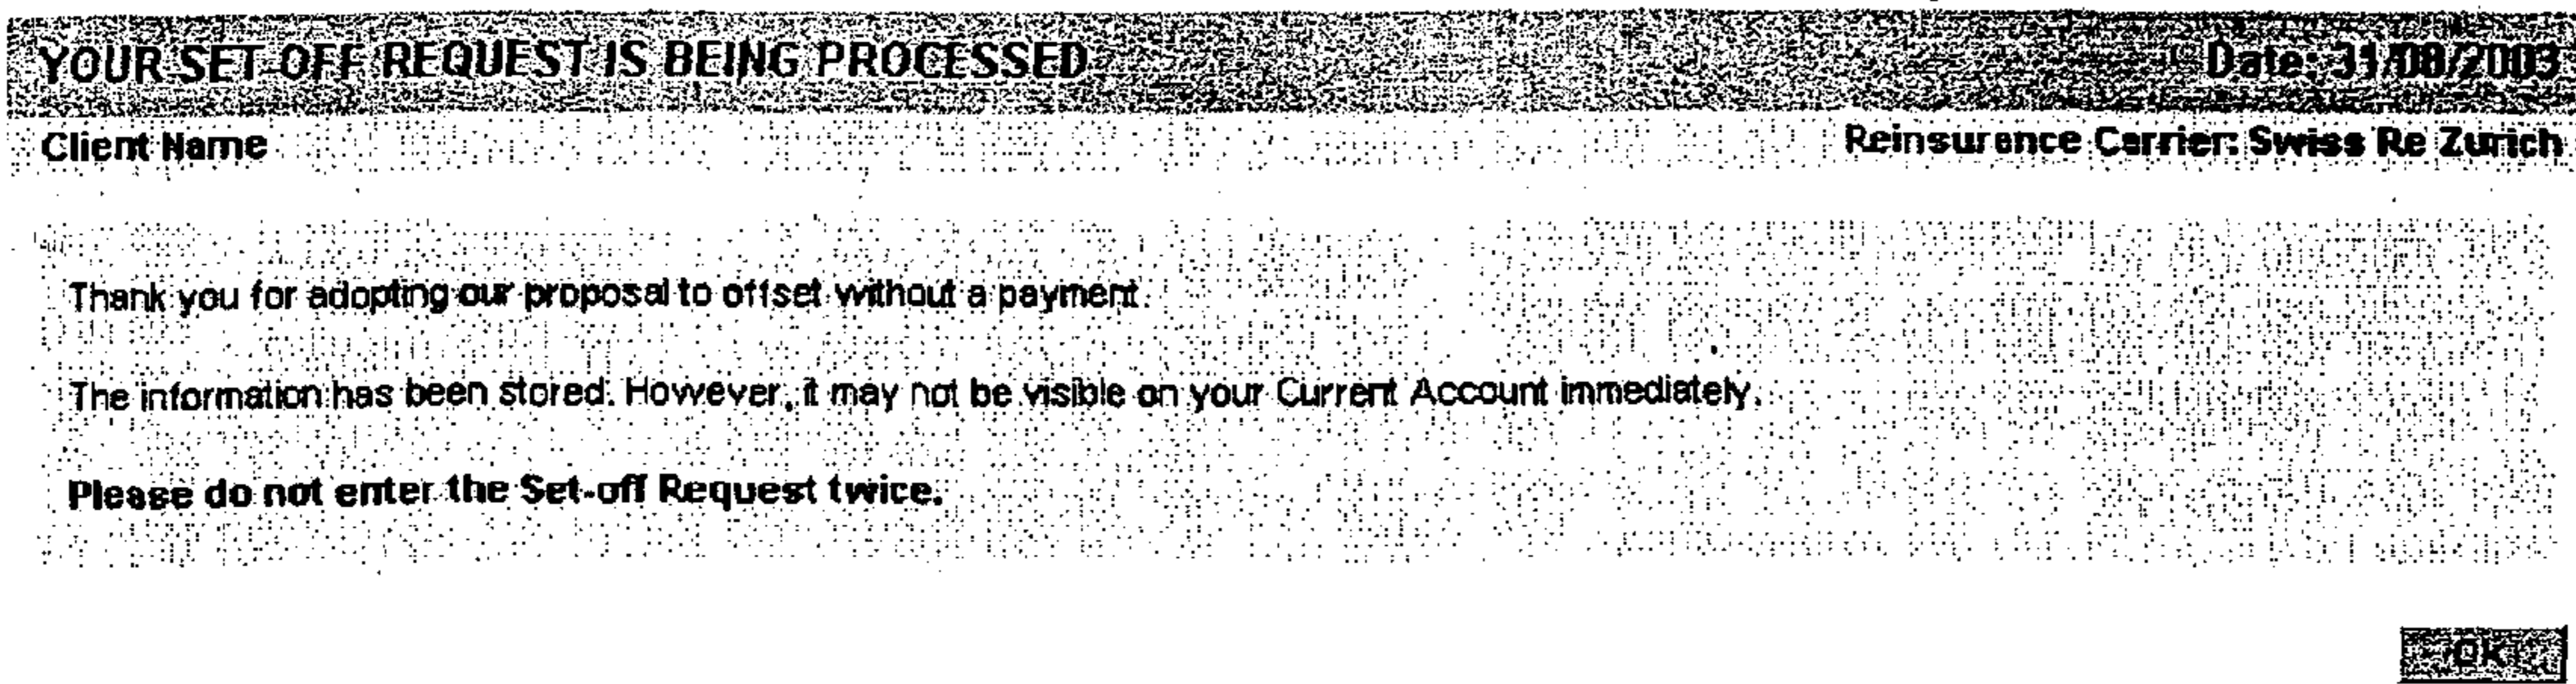 YOUR SET-OFF REQUEST IS BEING PROCESSED Date: 31/08/2003
Client Name Reinsurance Carrier: Swiss Re Zurich
Thank you for adopting our proposal to offset without a payment.
The information has been stored. However, it may not be visible on your Current Account immediately.
Please do not enter the Set-off Request twice.
OK